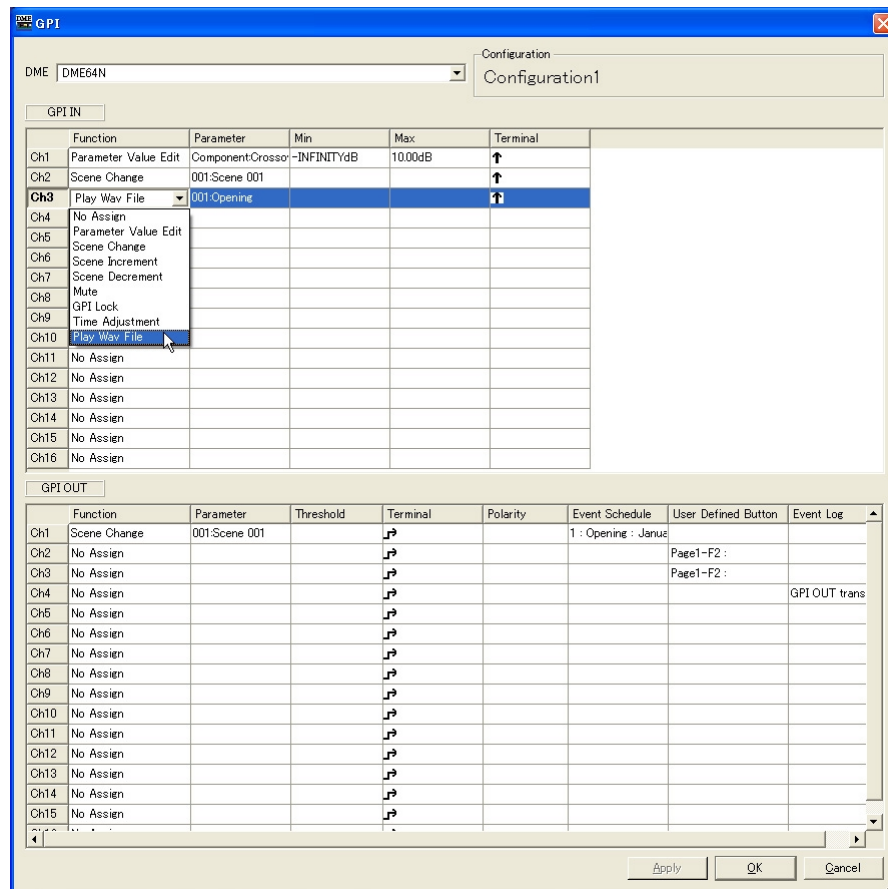 DME GPI
Configuration
DME DME64N Configuration1
GPI IN
Function Parameter Min Max Terminal
Ch1 Parameter Value Edit Component:Crosso -INFINITYdB 10.00dB
Ch2 Scene Change 001:Scene 001
Ch3 Play Wav File 001:Opening
Ch4 No Assign
Ch5 Parameter Value Edit
Scene Change
Ch6 Scene Increment
Ch7 Scene Decrement
Ch8 Mute
GPI Lock
Ch9 Time Adjustment
Ch10 Play Wav File
Ch11 No Assign
Ch12 No Assign
Ch13 No Assign
Ch14 No Assign
Ch15 No Assign
Ch16 No Assign
GPI OUT
Function Parameter Threshold Terminal Polarity Event Schedule User Defined Button Event Log
Ch1 Scene Change 001:Scene 001 1 : Opening : Janua
Ch2 No Assign Page1-F2 :
Ch3 No Assign Page1-F2 :
Ch4 No Assign GPI OUT trans
Ch5 No Assign
Ch6 No Assign
Ch7 No Assign
Ch8 No Assign
Ch9 No Assign
Ch10 No Assign
Ch11 No Assign
Ch12 No Assign
Ch13 No Assign
Ch14 No Assign
Ch15 No Assign
Apply OK Cancel